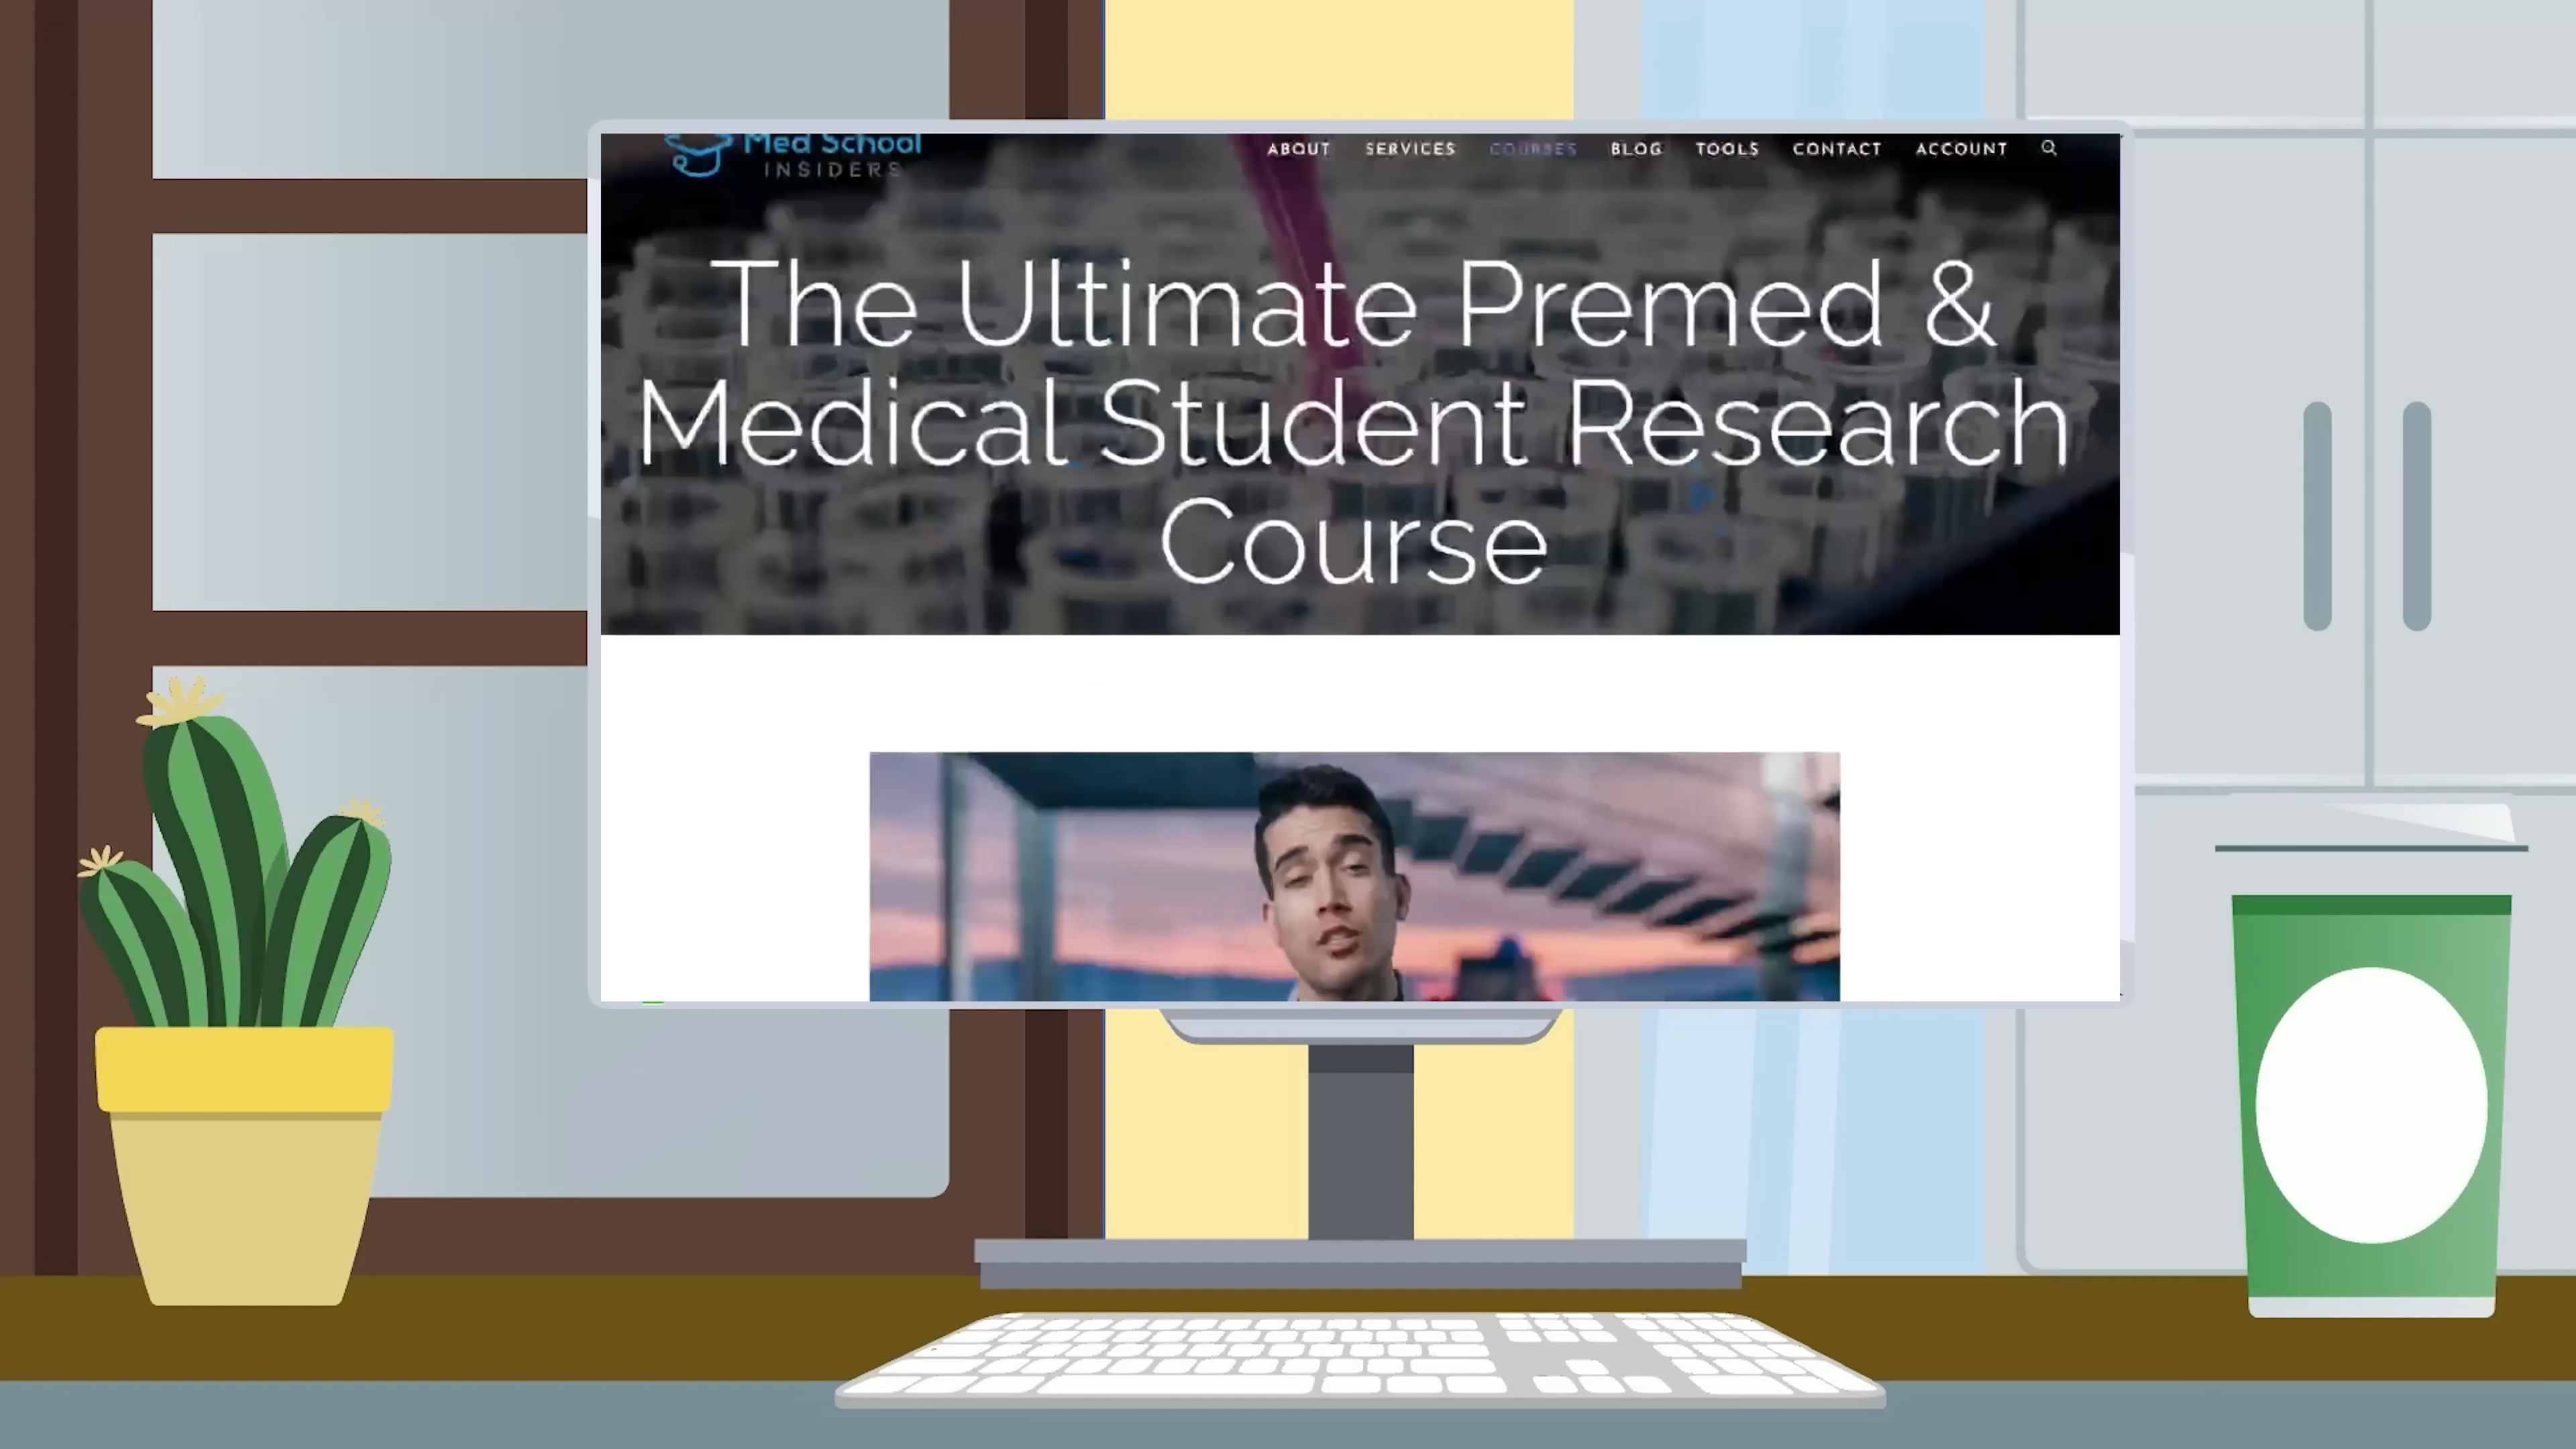 Med School
INSIDERS
ABOUT SERVICES COURSES BLOG TOOLS CONTACT ACCOUNT
The Ultimate Premed &
Medical Student Research
Course